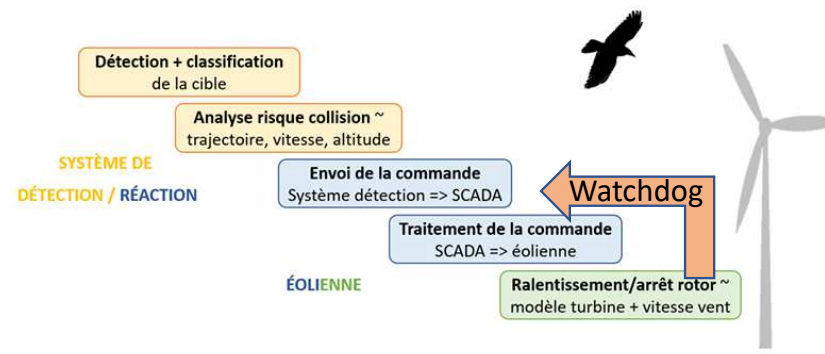 Détection + classification
de la cible
Analyse risque collision ~
trajectoire, vitesse, altitude
SYSTÈME DE
DÉTECTION / RÉACTION
Envoi de la commande
Système détection => SCADA
Watchdog
Traitement de la commande
SCADA => éolienne
ÉOLIENNE
Ralentissement/arrêt rotor ~
modèle turbine + vitesse vent